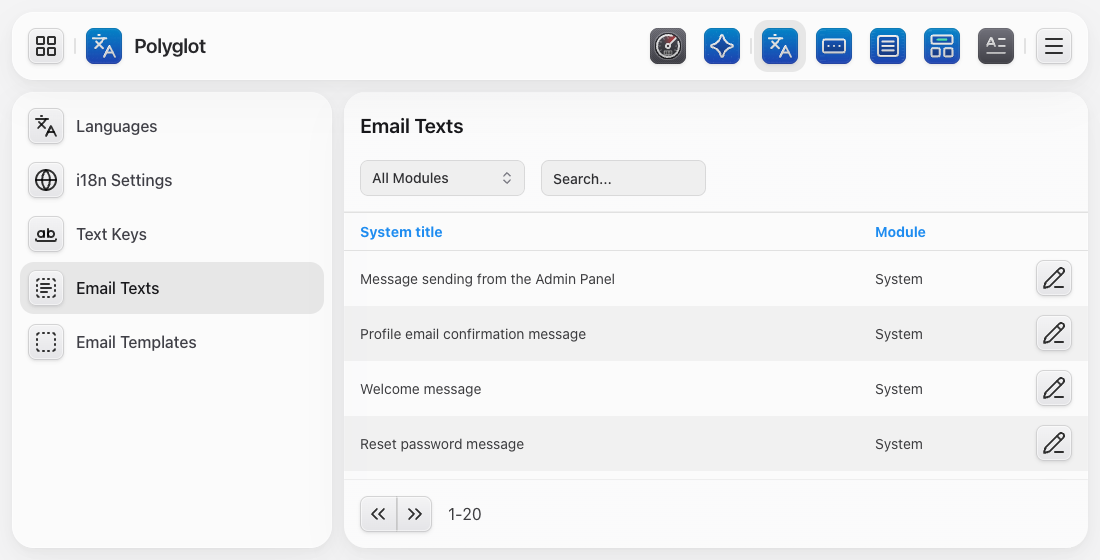 Polyglot
Languages
i18n Settings
ab
Text Keys
Email Texts
Email Templates
Email Texts
All Modules
Search...
System title Module
Message sending from the Admin Panel System
Profile email confirmation message System
Welcome message System
Reset password message System
1-20